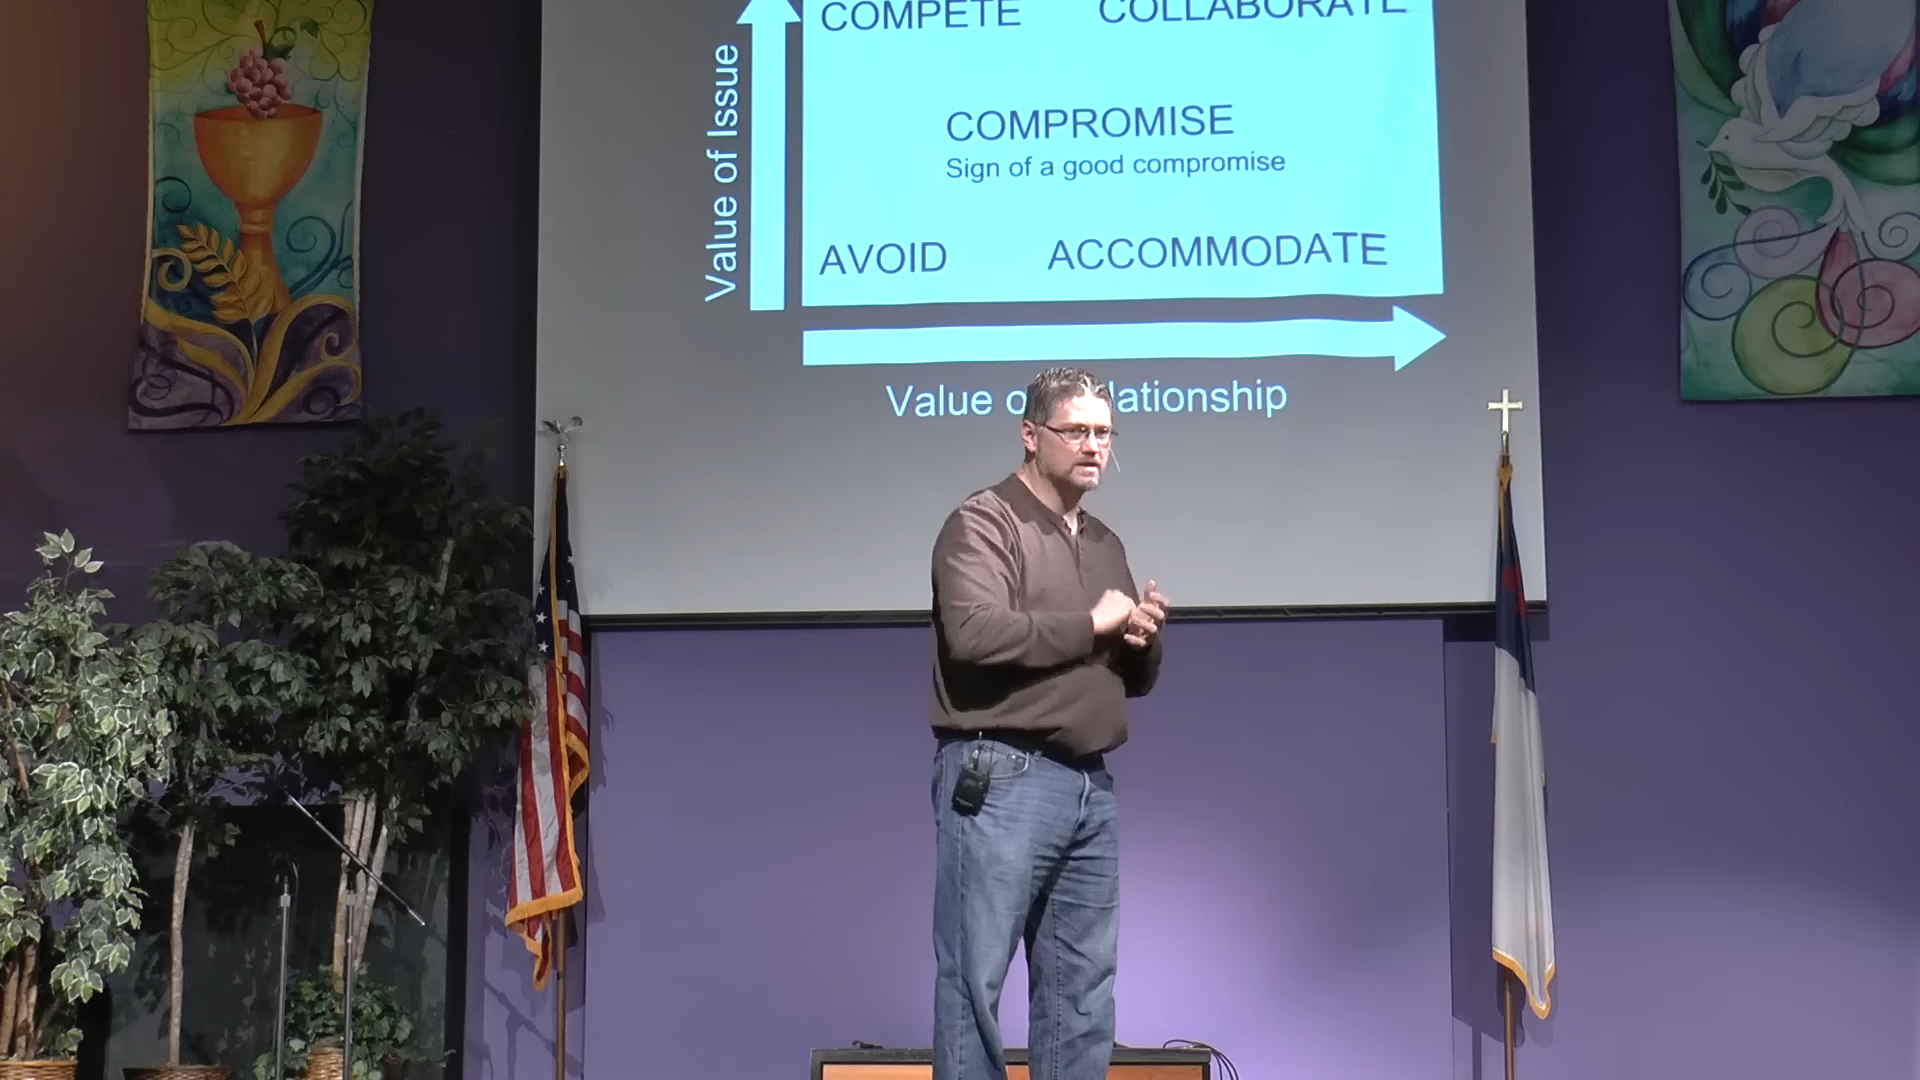 COMPETE COLLABORATE
Value of Issue
COMPROMISE
Sign of a good compromise
AVOID ACCOMMODATE
Value o lationship